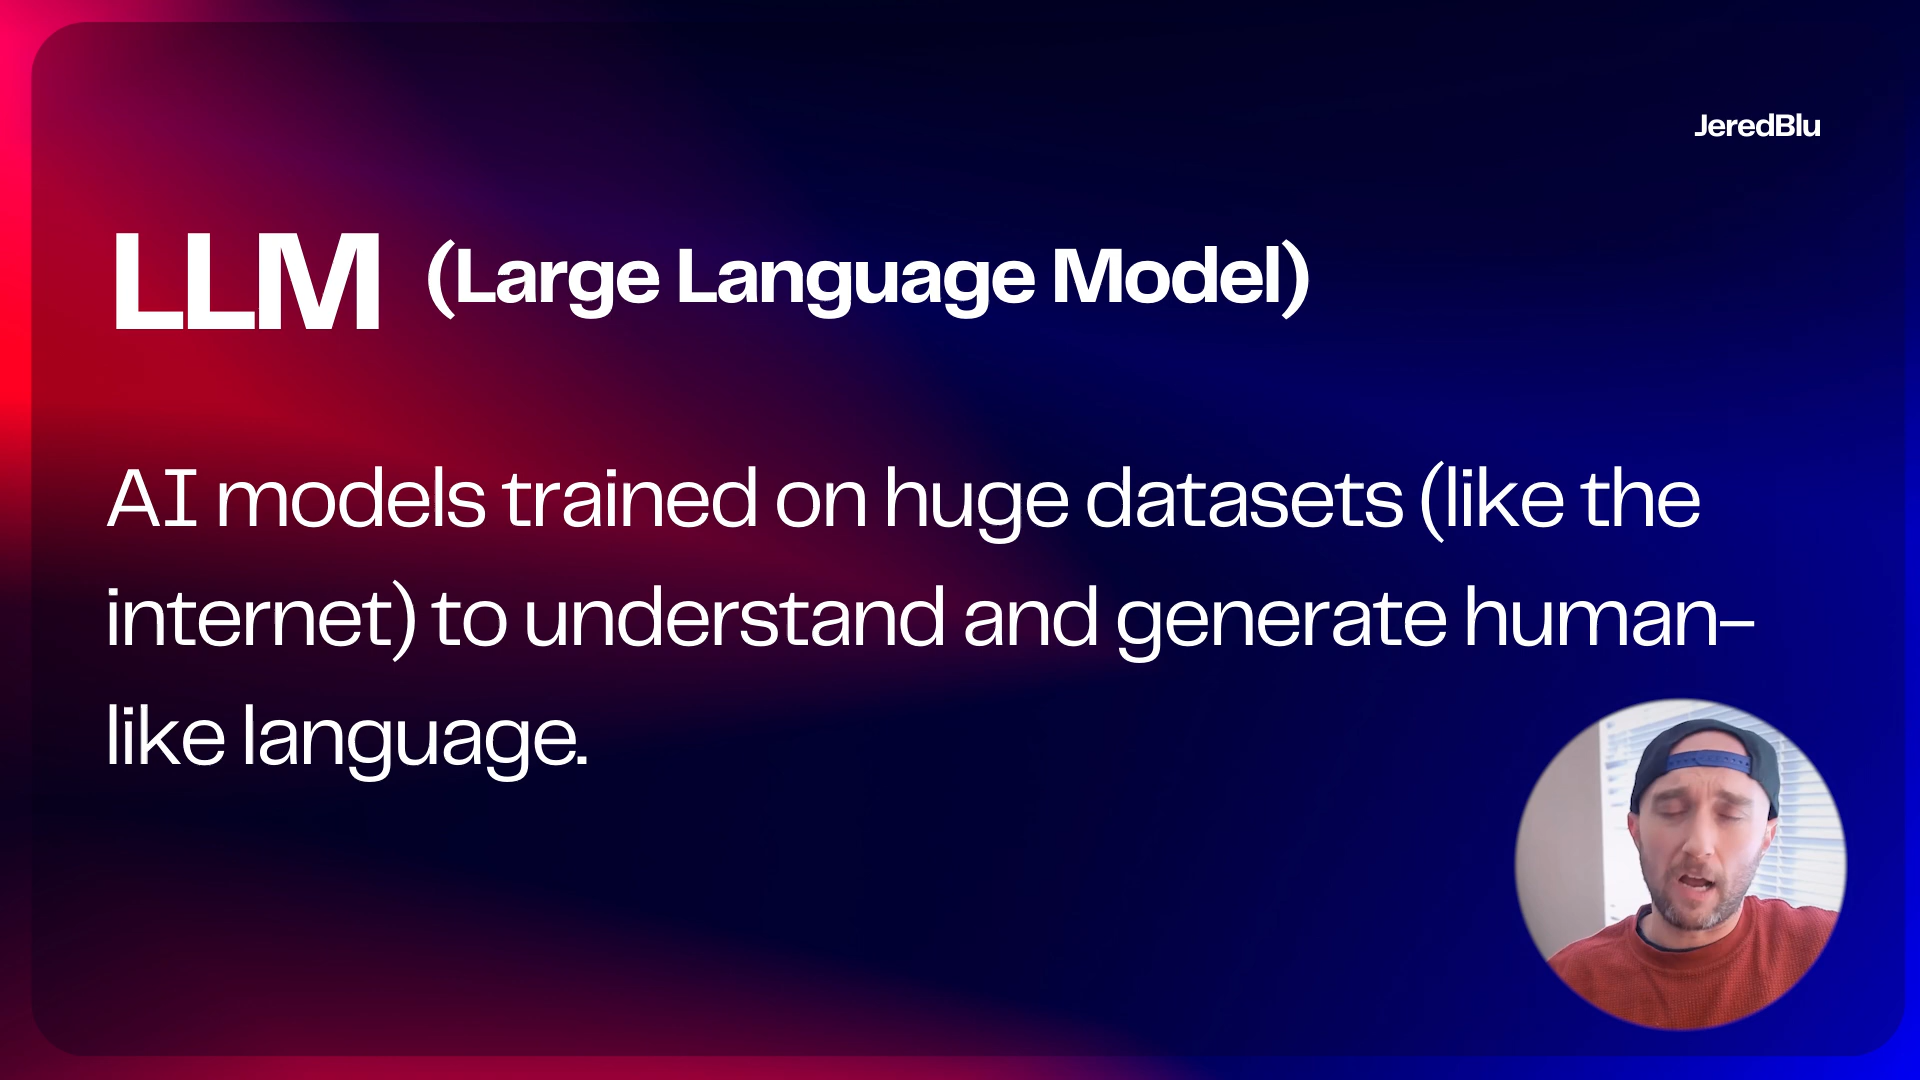 JeredBlu
LLM (Large Language Model)
AI models trained on huge datasets (like the
internet) to understand and generate human-
like language.